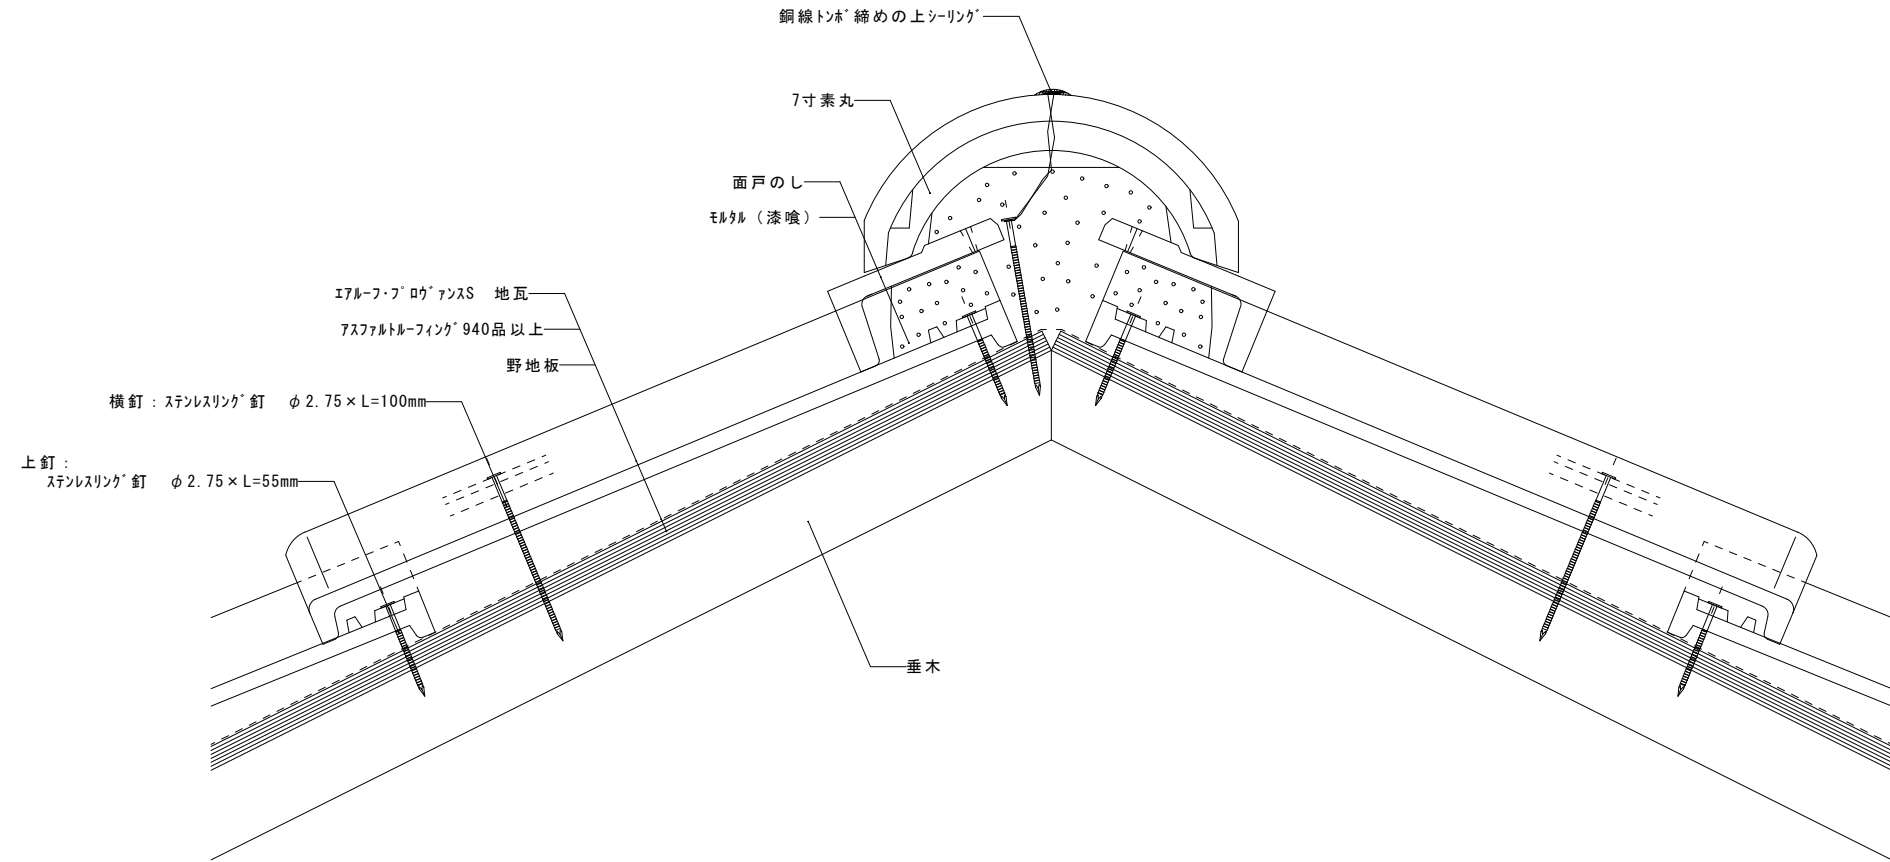 銅線ﾄﾝﾎﾞ締めの上ｼｰﾘﾝｸﾞ
7寸素丸
面戸のし
ﾓﾙﾀﾙ（漆喰）
ｴｱﾙｰﾌ・ﾌﾟﾛｳﾞｧﾝｽS　地瓦
ｱｽﾌｧﾙﾄﾙｰﾌｨﾝｸﾞ940品以上
野地板
横釘：ｽﾃﾝﾚｽﾘﾝｸﾞ釘　φ2.75×L=100mm
上釘：
ｽﾃﾝﾚｽﾘﾝｸﾞ釘　φ2.75×L=55mm
垂木